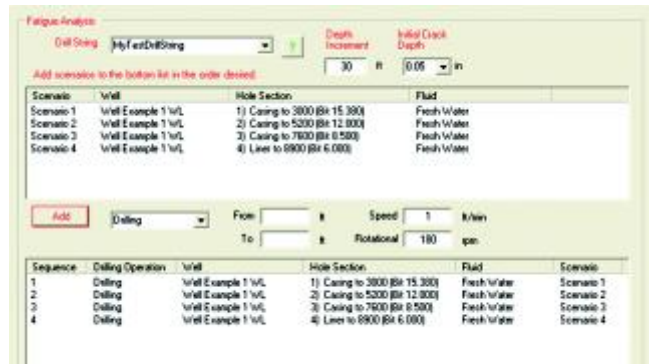 Fatigue Analysis
Drill String MyTestDrillString ? Depth Increment Initial Crack Depth
30 ft 0.05 in
Add scenarios to the bottom list in the order desired.
Scenario Well Hole Section Fluid
Scenario 1 Well Example 1 WL 1) Casing to 3800 (Bit 15.380) Fresh Water
Scenario 2 Well Example 1 WL 2) Casing to 5200 (Bit 12.000) Fresh Water
Scenario 3 Well Example 1 WL 3) Casing to 7600 (Bit 8.500) Fresh Water
Scenario 4 Well Example 1 WL 4) Liner to 8900 (Bit 6.000) Fresh Water
Add Drilling From ft Speed 1 ft/min
To ft Rotational 180 rpm
Sequence Drilling Operation Well Hole Section Fluid Scenario
1 Drilling Well Example 1 WL 1) Casing to 3800 (Bit 15.380) Fresh Water Scenario 1
2 Drilling Well Example 1 WL 2) Casing to 5200 (Bit 12.000) Fresh Water Scenario 2
3 Drilling Well Example 1 WL 3) Casing to 7600 (Bit 8.500) Fresh Water Scenario 3
4 Drilling Well Example 1 WL 4) Liner to 8900 (Bit 6.000) Fresh Water Scenario 4